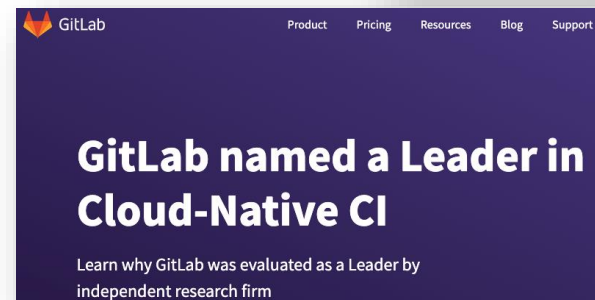 GitLab
Product Pricing Resources Blog Support
GitLab named a Leader in
Cloud-Native CI
Learn why GitLab was evaluated as a Leader by
independent research firm